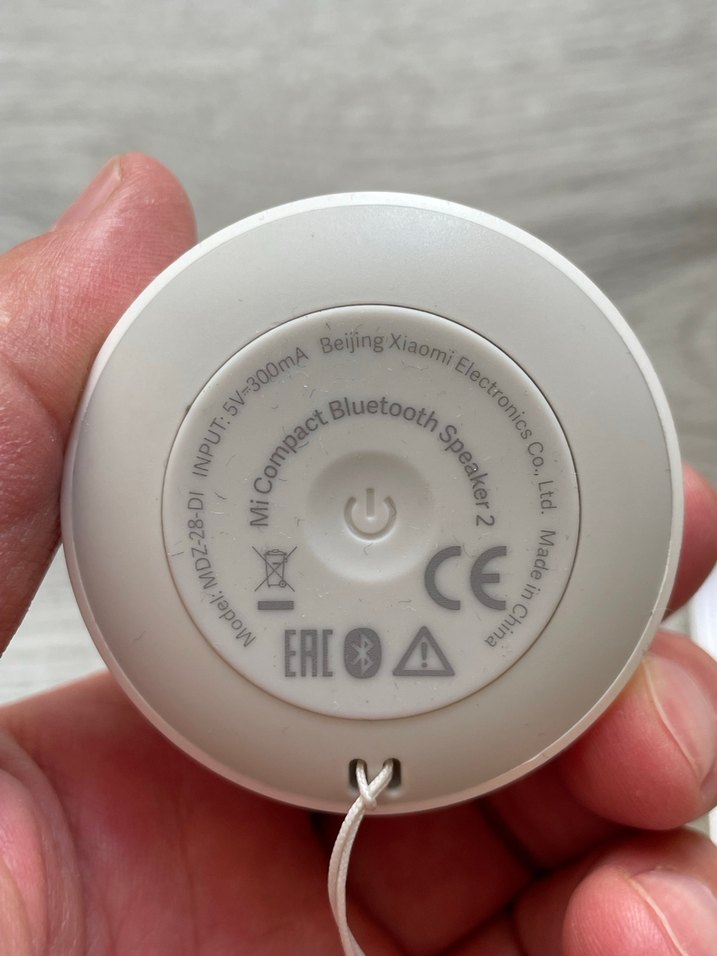 Model: MDZ-28-DI INPUT: 5V⎓300mA Beijing Xiaomi Electronics Co., Ltd. Made in China
Mi Compact Bluetooth Speaker 2
CE
EAC